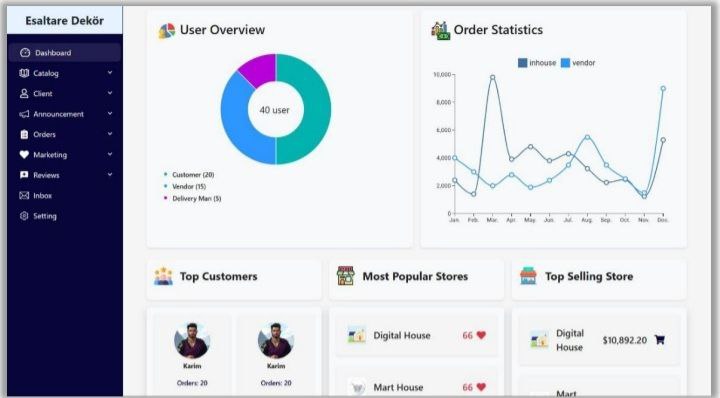 Esaltare Dekör
Dashboard
Catalog
Client
Announcement
Orders
Marketing
Reviews
Inbox
Setting
User Overview
40 user
Customer (20)
Vendor (15)
Delivery Man (5)
Order Statistics
inhouse vendor
10,000
8,000
6,000
4,000
2,000
0
Jan. Feb. Mar. Apr. May. Jun. Jul. Aug. Sep. Oct. Nov. Dec.
Top Customers
Karim
Orders: 20
Karim
Orders: 20
Most Popular Stores
Digital House 66
Mart House 66
Top Selling Store
Digital House $10,892.20
Mart